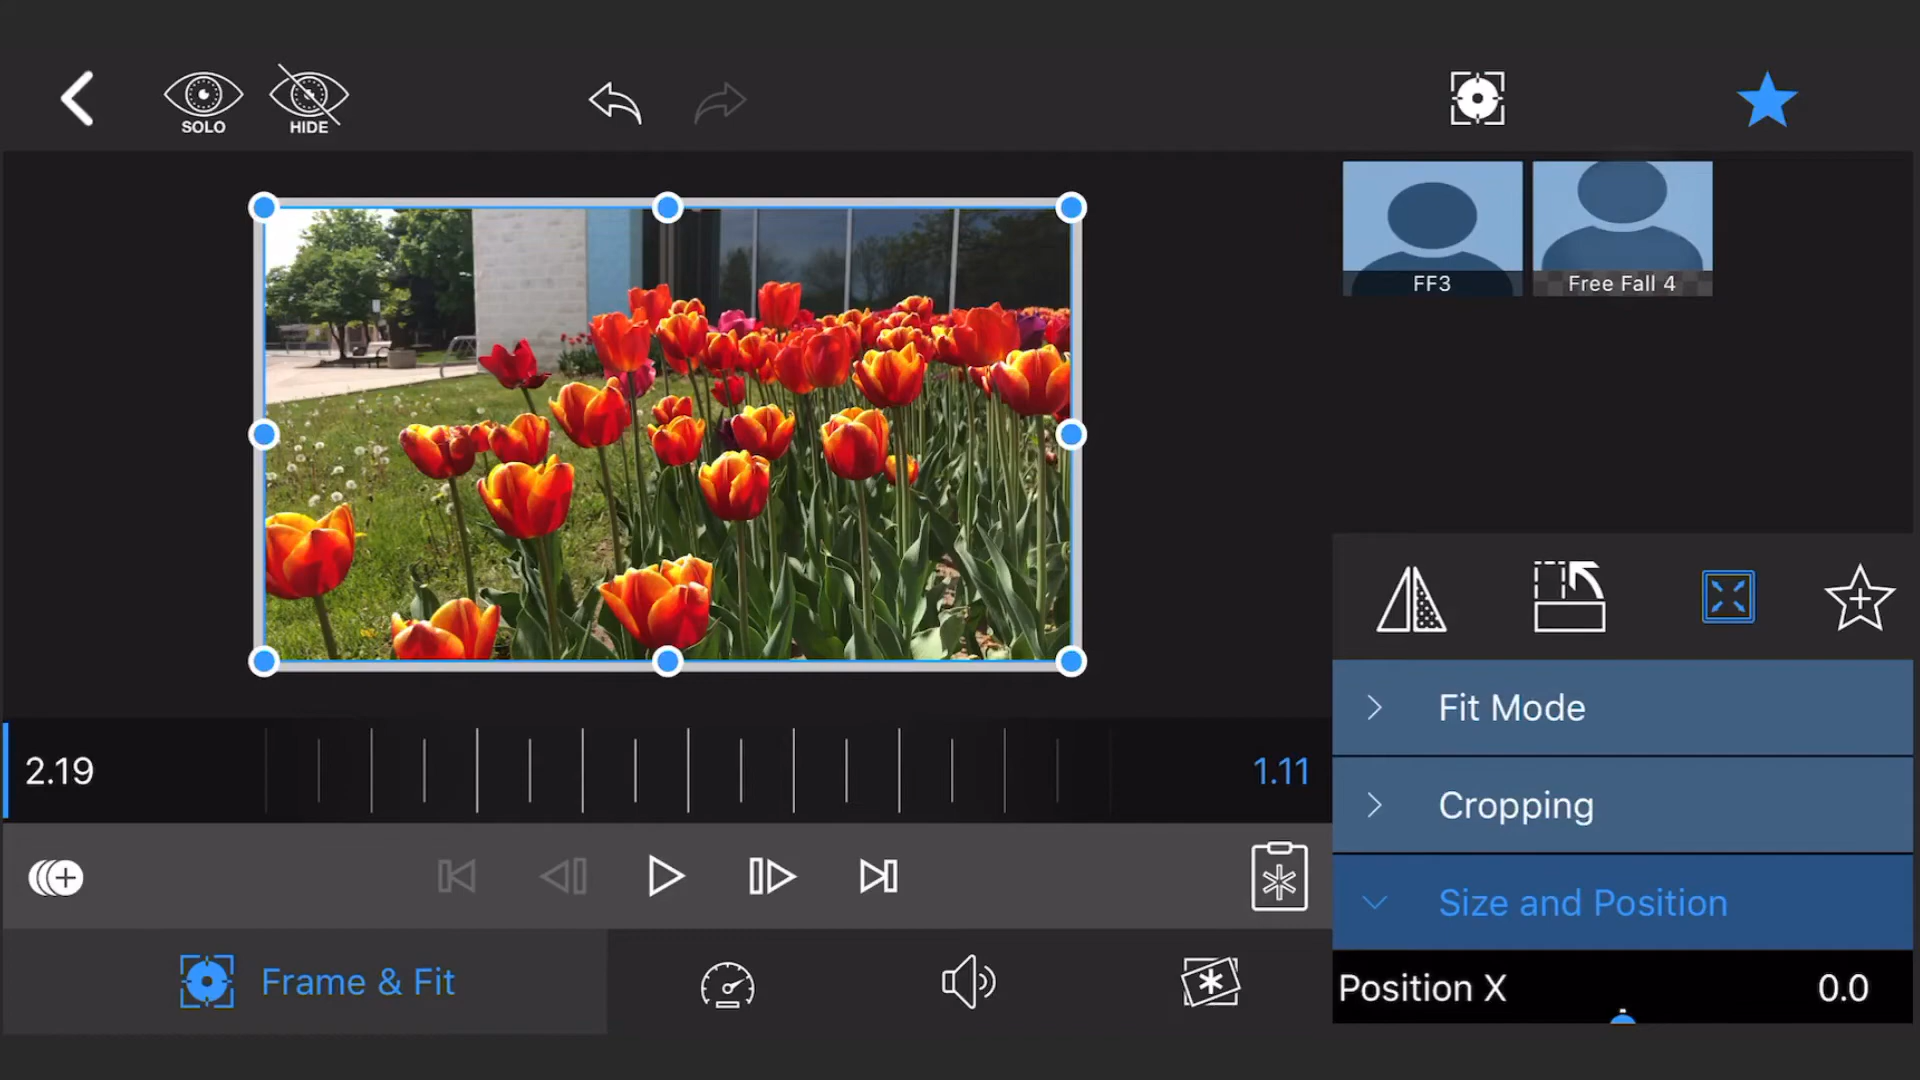 SOLO
HIDE
FF3
Free Fall 4
Fit Mode
2.19
1.11
Cropping
Size and Position
Frame & Fit
Position X
0.0